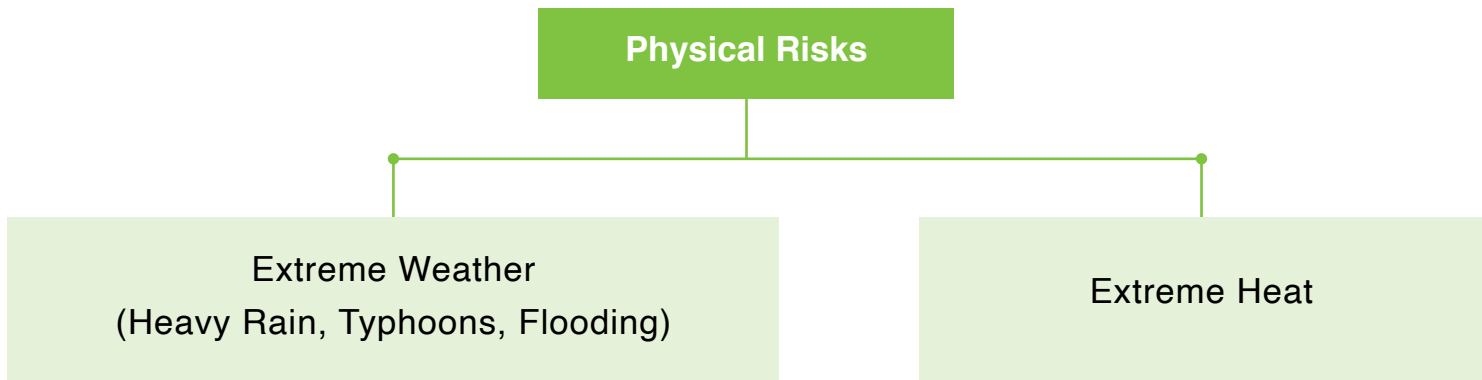 Physical Risks
Extreme Weather
(Heavy Rain, Typhoons, Flooding)
Extreme Heat